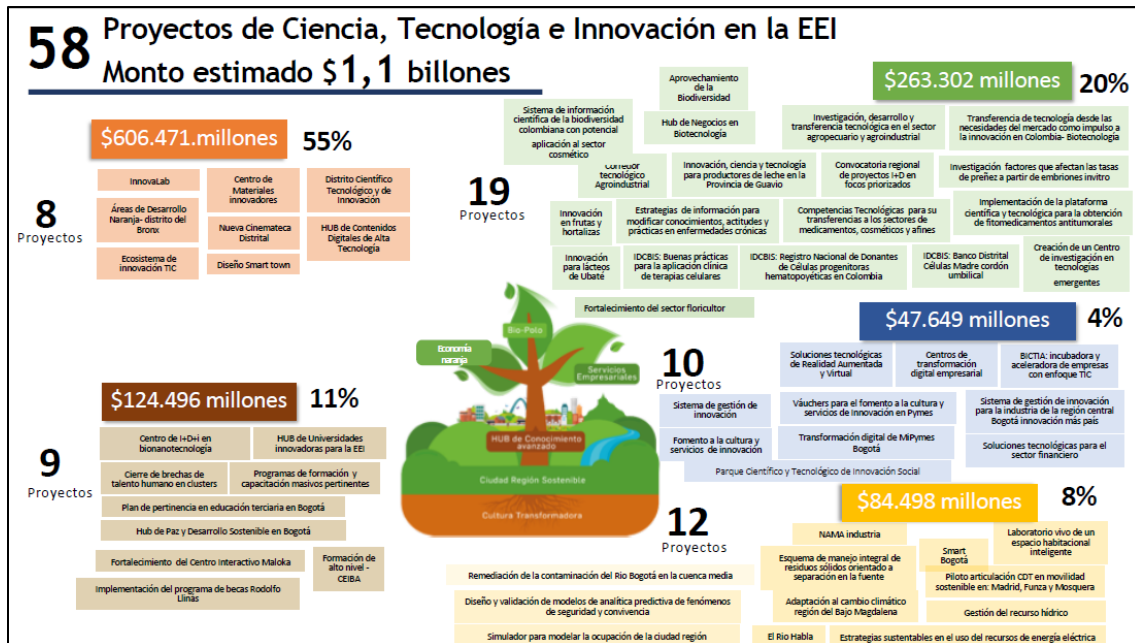 58
Proyectos de Ciencia, Tecnología e Innovación en la EEI
Monto estimado $1,1 billones
$606.471.millones
55%
8
Proyectos
InnovaLab
Centro de
Materiales
innovadores
Distrito Científico
Tecnológico y de
Innovación
Áreas de Desarrollo
Naranja- distrito del
Bronx
Nueva Cinemateca
Distrital
HUB de Contenidos
Digitales de Alta
Tecnología
Ecosistema de
innovación TIC
Diseño Smart town
$263.302 millones
20%
19
Proyectos
Aprovechamiento
de la
Biodiversidad
Sistema de información
científica de la biodiversidad
colombiana con potencial
aplicación al sector
cosmético
Hub de Negocios en
Biotecnología
Investigación, desarrollo y
transferencia tecnológica en el sector
agropecuario y agroindustrial
Transferencia de tecnología desde las
necesidades del mercado como impulso a
la innovación en Colombia- Biotecnología
Corredor
tecnológico
Agroindustrial
Innovación, ciencia y tecnología
para productores de leche en la
Provincia de Guavio
Convocatoria regional
de proyectos I+D en
focos priorizados
Investigación factores que afectan las tasas
de preñez a partir de embriones invitro
Innovación
en frutas y
hortalizas
Estrategias de información para
modificar conocimientos, actitudes y
prácticas en enfermedades crónicas
Competencias Tecnológicas para su
transferencias a los sectores de
medicamentos, cosméticos y afines
Implementación de la plataforma
científica y tecnológica para la obtención
de fitomedicamentos antitumorales
Innovación
para lácteos de
Ubaté
IDCBIS: Buenas prácticas
para la aplicación clínica
de terapias celulares
IDCBIS: Registro Nacional de Donantes
de Células progenitoras
hematopoyéticas en Colombia
IDCBIS: Banco Distrital
Células Madre cordón
umbilical
Creación de un Centro
de investigación en
tecnologías
emergentes
Fortalecimiento del sector floricultor
Bio-Polo
Economía
naranja
Servicios
Empresariales
HUB de Conocimiento
avanzado
Ciudad Región Sostenible
Cultura Transformadora
$47.649 millones
4%
10
Proyectos
Soluciones tecnológicas
de Realidad Aumentada
y Virtual
Centros de
transformación
digital empresarial
BICTIA: incubadora y
aceleradora de empresas
con enfoque TIC
Sistema de gestión de
innovación
Váuchers para el fomento a la cultura y
servicios de Innovación en Pymes
Sistema de gestión de innovación
para la industria de la región central
Bogotá innovación más país
Fomento a la cultura y
servicios de innovación
Transformación digital de MiPymes
Bogotá
Soluciones tecnológicas para el
sector financiero
Parque Científico y Tecnológico de Innovación Social
$124.496 millones
11%
9
Proyectos
Centro de I+D+i en
bionanotecnología
HUB de Universidades
innovadoras para la EEI
Cierre de brechas de
talento humano en clusters
Programas de formación y
capacitación masivos pertinentes
Plan de pertinencia en educación terciaria en Bogotá
Hub de Paz y Desarrollo Sostenible en Bogotá
Fortalecimiento del Centro Interactivo Maloka
Formación de
alto nivel -
CEIBA
Implementación del programa de becas Rodolfo
Llinás
$84.498 millones
8%
12
Proyectos
NAMA industria
Smart
Bogotá
Laboratorio vivo de un
espacio habitacional
inteligente
Remediación de la contaminación del Rio Bogotá en la cuenca media
Esquema de manejo integral de
residuos sólidos orientado a
separación en la fuente
Piloto articulación CDT en movilidad
sostenible en: Madrid, Funza y Mosquera
Diseño y validación de modelos de analítica predictiva de fenómenos
de seguridad y convivencia
Adaptación al cambio climático
región del Bajo Magdalena
Gestión del recurso hídrico
Simulador para modelar la ocupación de la ciudad región
El Rio Habla
Estrategias sustentables en el uso del recursos de energía eléctrica